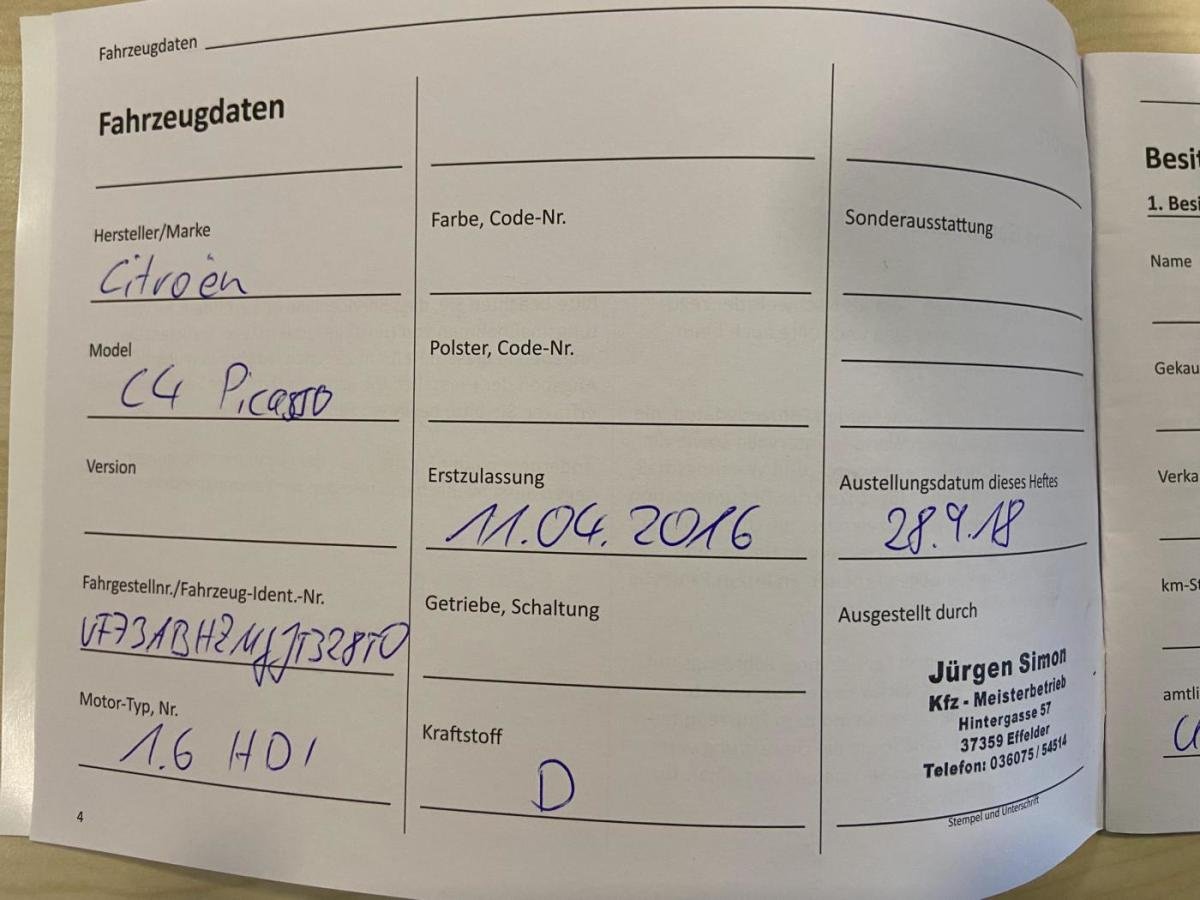 Fahrzeugdaten
Fahrzeugdaten
Hersteller/Marke
Citroën
Model
C4 Picasso
Version
Fahrgestellnr./Fahrzeug-Ident.-Nr.
Motor-Typ, Nr.
1.6 HDI
4
Farbe, Code-Nr.
Polster, Code-Nr.
Erstzulassung
11.04.2016
Getriebe, Schaltung
Kraftstoff
D
Sonderausstattung
Austellungsdatum dieses Heftes
28.9.18
Ausgestellt durch
Jürgen Simon
Kfz - Meisterbetrieb
Hintergasse 57
37359 Effelder
Telefon: 036075 / 54514
Stempel und Unterschrift
Besit
1. Besi
Name
Gekau
Verka
km-St
amtli